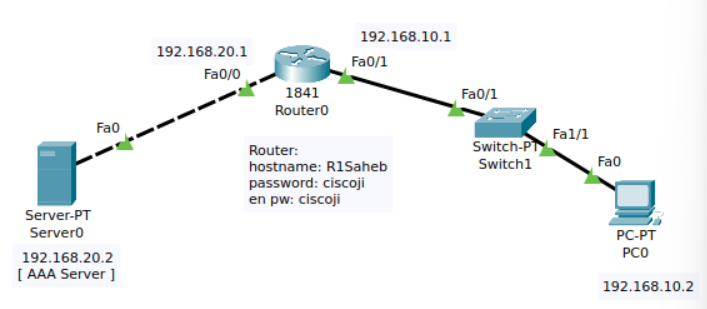 192.168.20.1
192.168.10.1
Fa0/0
Fa0/1
1841
Router0
Fa0
Fa0/1
Switch-PT
Switch1
Fa1/1
Fa0
Router:
hostname: R1Saheb
password: ciscoji
en pw: ciscoji
Server-PT
Server0
192.168.20.2
[ AAA Server ]
PC-PT
PC0
192.168.10.2